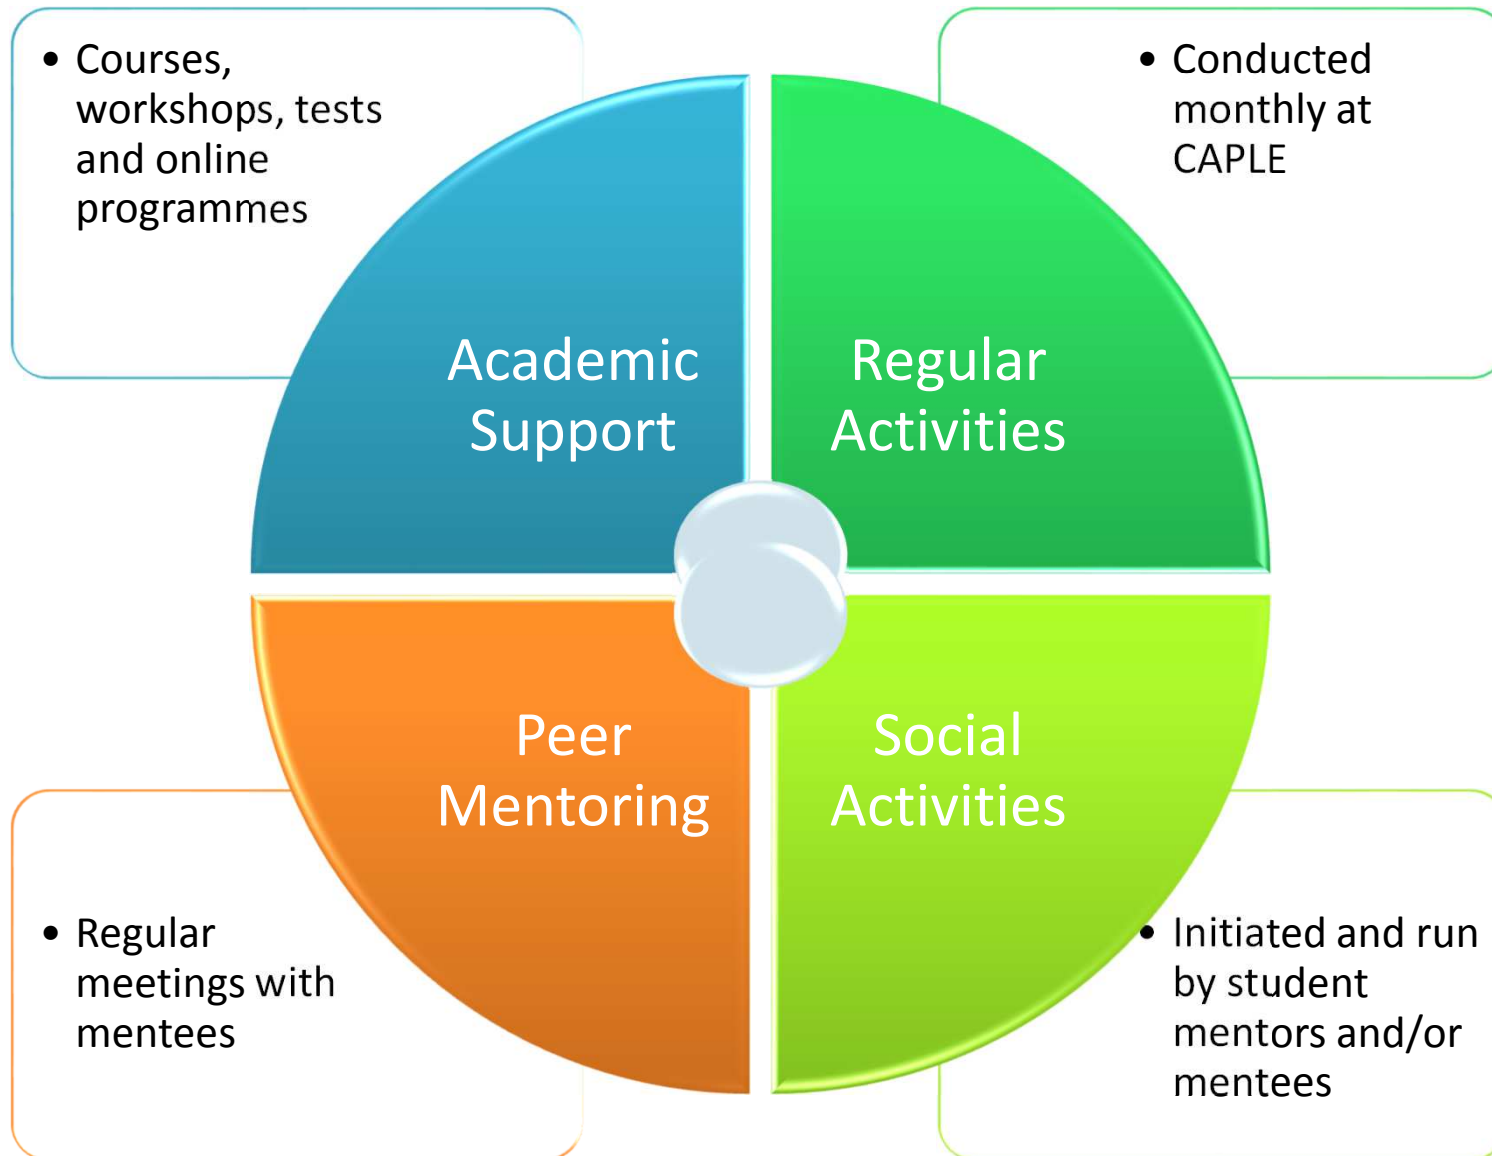 • Courses,
workshops, tests
and online
programmes
• Conducted
monthly at
CAPLE
Academic
Support
Regular
Activities
Peer
Mentoring
Social
Activities
• Regular
meetings with
mentees
• Initiated and run
by student
mentors and/or
mentees